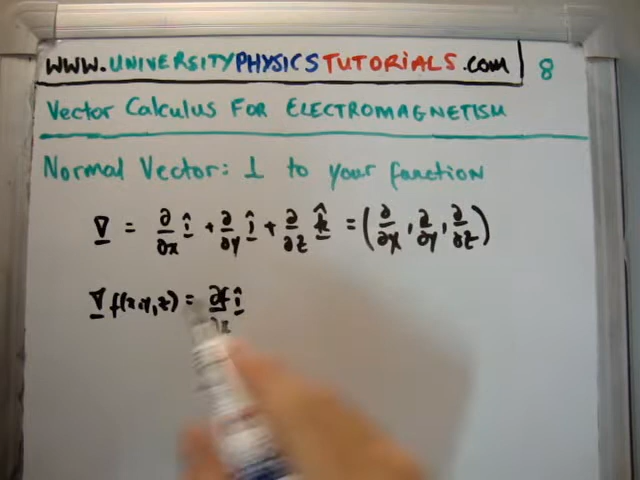 WWW.UNIVERSITYPHYSICSTUTORIALS.COM 8
Vector Calculus FOR ELECTROMAGNETISM
Normal Vector: ⊥ to your function
∇ = ∂/∂x î + ∂/∂y ĵ + ∂/∂z k̂ = (∂/∂x, ∂/∂y, ∂/∂z)
∇f(x,y,z) = ∂f/∂x î